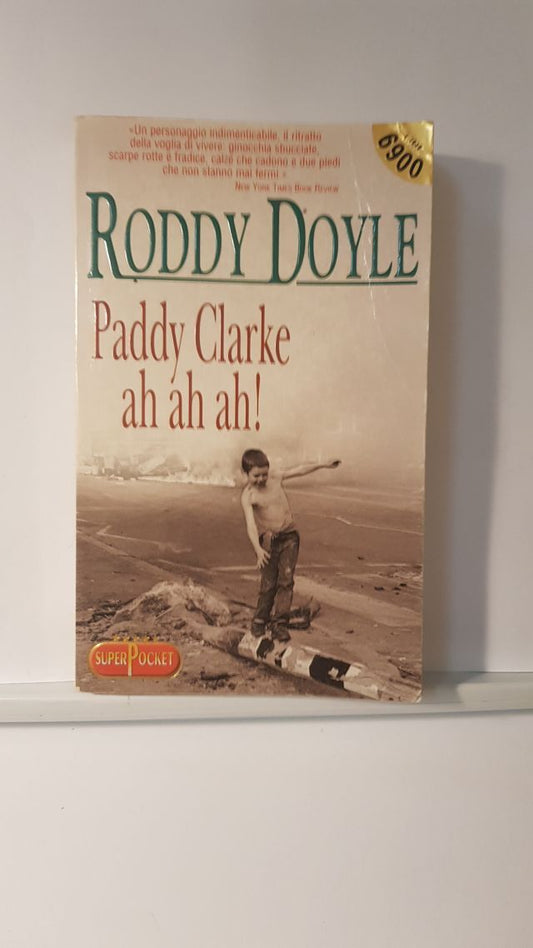 «Un personaggio indimenticabile, il ritratto
della voglia di vivere: ginocchia sbucciate,
scarpe rotte e fradice, calze che cadono e due piedi
che non stanno mai fermi.»
New York Times Book Review
6900
RODDY DOYLE
Paddy Clarke
ah ah ah!
SUPERPOCKET